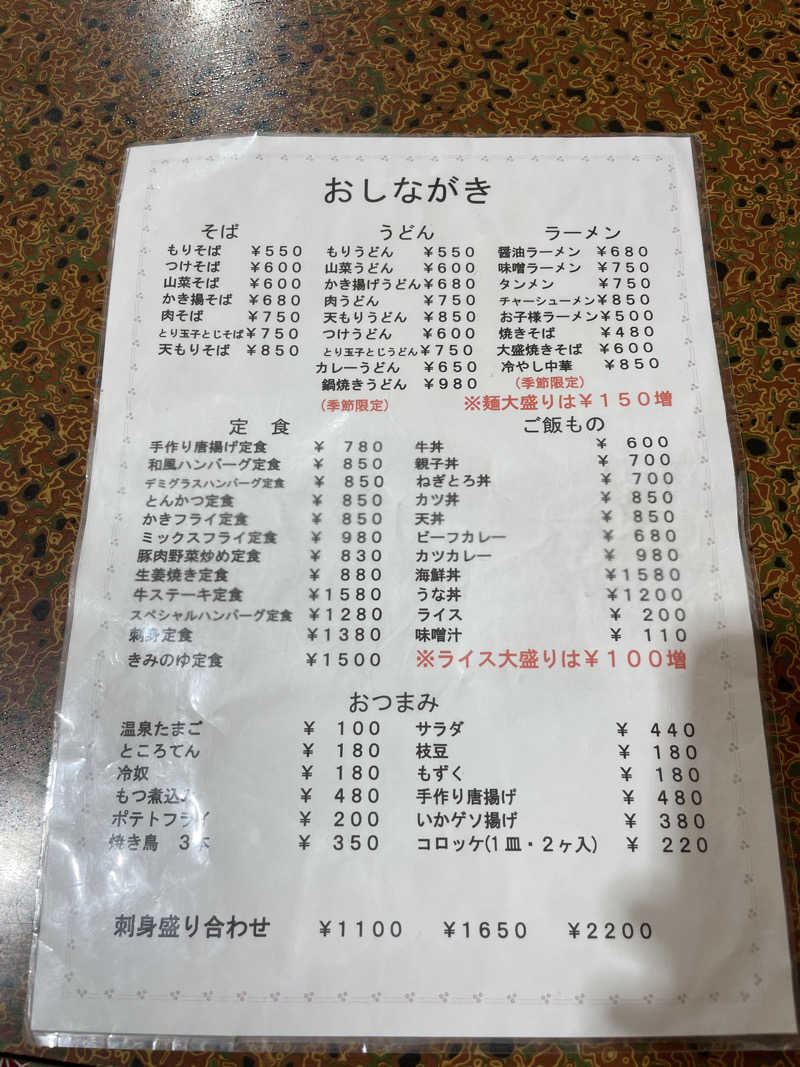 おしながき
そば
もりそば ￥550
つけそば ￥600
山菜そば ￥600
かき揚そば ￥680
肉そば ￥750
とり玉子とじそば￥750
天もりそば ￥850
うどん
もりうどん ￥550
山菜うどん ￥600
かき揚げうどん￥680
肉うどん ￥750
天もりうどん ￥850
つけうどん ￥600
とり玉子とじうどん￥750
カレーうどん ￥650
鍋焼きうどん ￥980
(季節限定)
ラーメン
醤油ラーメン ￥680
味噌ラーメン ￥750
タンメン ￥750
チャーシューメン￥850
お子様ラーメン￥500
焼きそば ￥480
大盛焼きそば ￥600
冷やし中華 ￥850
(季節限定)
※麺大盛りは￥150増
定 食
手作り唐揚げ定食 ￥ 780
和風ハンバーグ定食 ￥ 850
デミグラスハンバーグ定食 ￥ 850
とんかつ定食 ￥ 850
かきフライ定食 ￥ 850
ミックスフライ定食 ￥ 980
豚肉野菜炒め定食 ￥ 830
生姜焼き定食 ￥ 880
牛ステーキ定食 ￥1580
スペシャルハンバーグ定食 ￥1280
刺身定食 ￥1380
きみのゆ定食 ￥1500
ご飯もの
牛丼 ￥ 600
親子丼 ￥ 700
ねぎとろ丼 ￥ 700
カツ丼 ￥ 850
天丼 ￥ 850
ビーフカレー ￥ 680
カツカレー ￥ 980
海鮮丼 ￥1580
うな丼 ￥1200
ライス ￥ 200
味噌汁 ￥ 110
※ライス大盛りは￥100増
おつまみ
温泉たまご ￥ 100
ところてん ￥ 180
冷奴 ￥ 180
もつ煮込み ￥ 480
ポテトフライ ￥ 200
焼き鳥 3本 ￥ 350
サラダ ￥ 440
枝豆 ￥ 180
もずく ￥ 180
手作り唐揚げ ￥ 480
いかゲソ揚げ ￥ 380
コロッケ(1皿・2ヶ入) ￥ 220
刺身盛り合わせ ￥1100 ￥1650 ￥2200